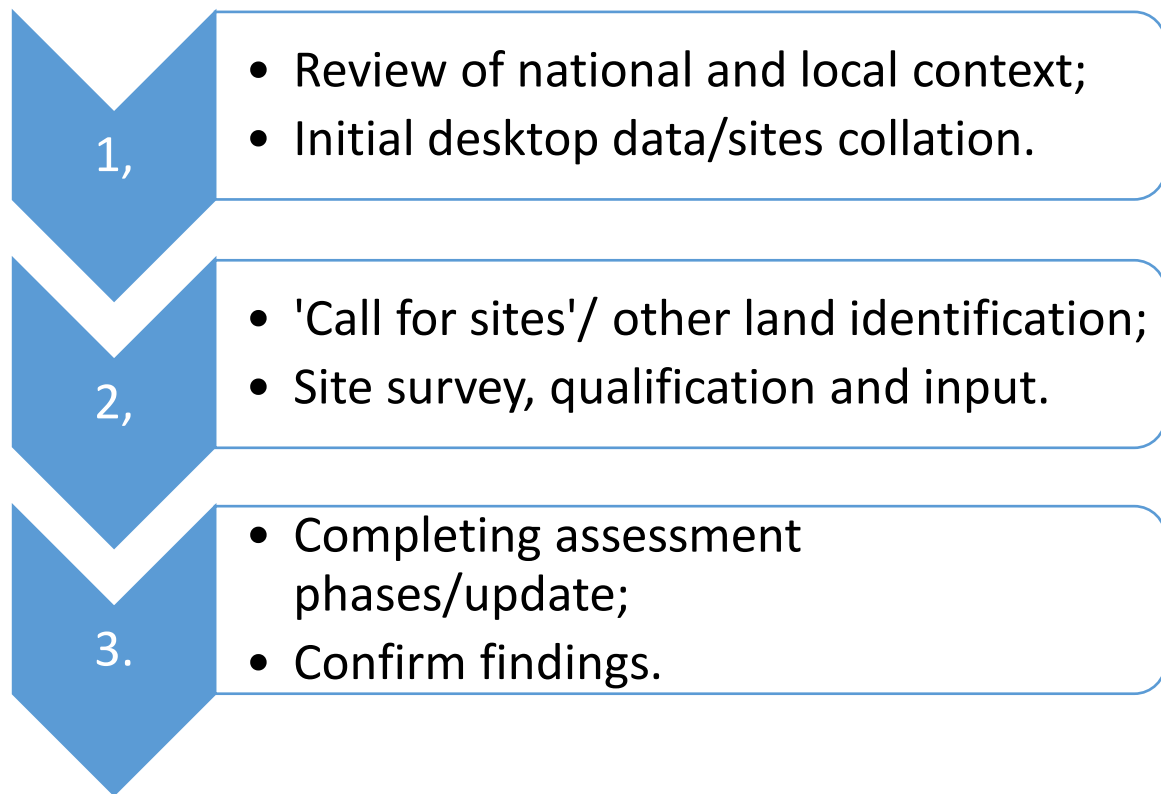 1,
• Review of national and local context;
• Initial desktop data/sites collation.
2,
• 'Call for sites'/ other land identification;
• Site survey, qualification and input.
3.
• Completing assessment
phases/update;
• Confirm findings.